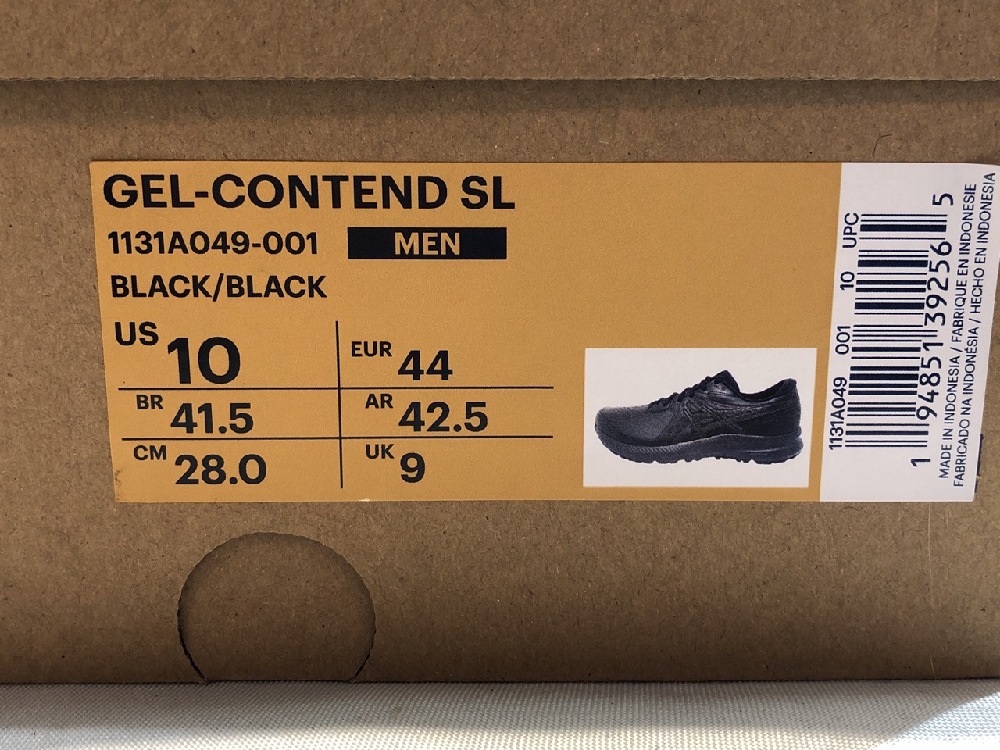 GEL-CONTEND SL
1131A049-001 MEN
BLACK/BLACK
US 10
EUR 44
BR 41.5
AR 42.5
CM 28.0
UK 9
1131A049 001 10 UPC
1 94851 39256 5
MADE IN INDONESIA / FABRIQUE EN INDONESIE
FABRICADO NA INDONÉSIA / HECHO EN INDONESIA